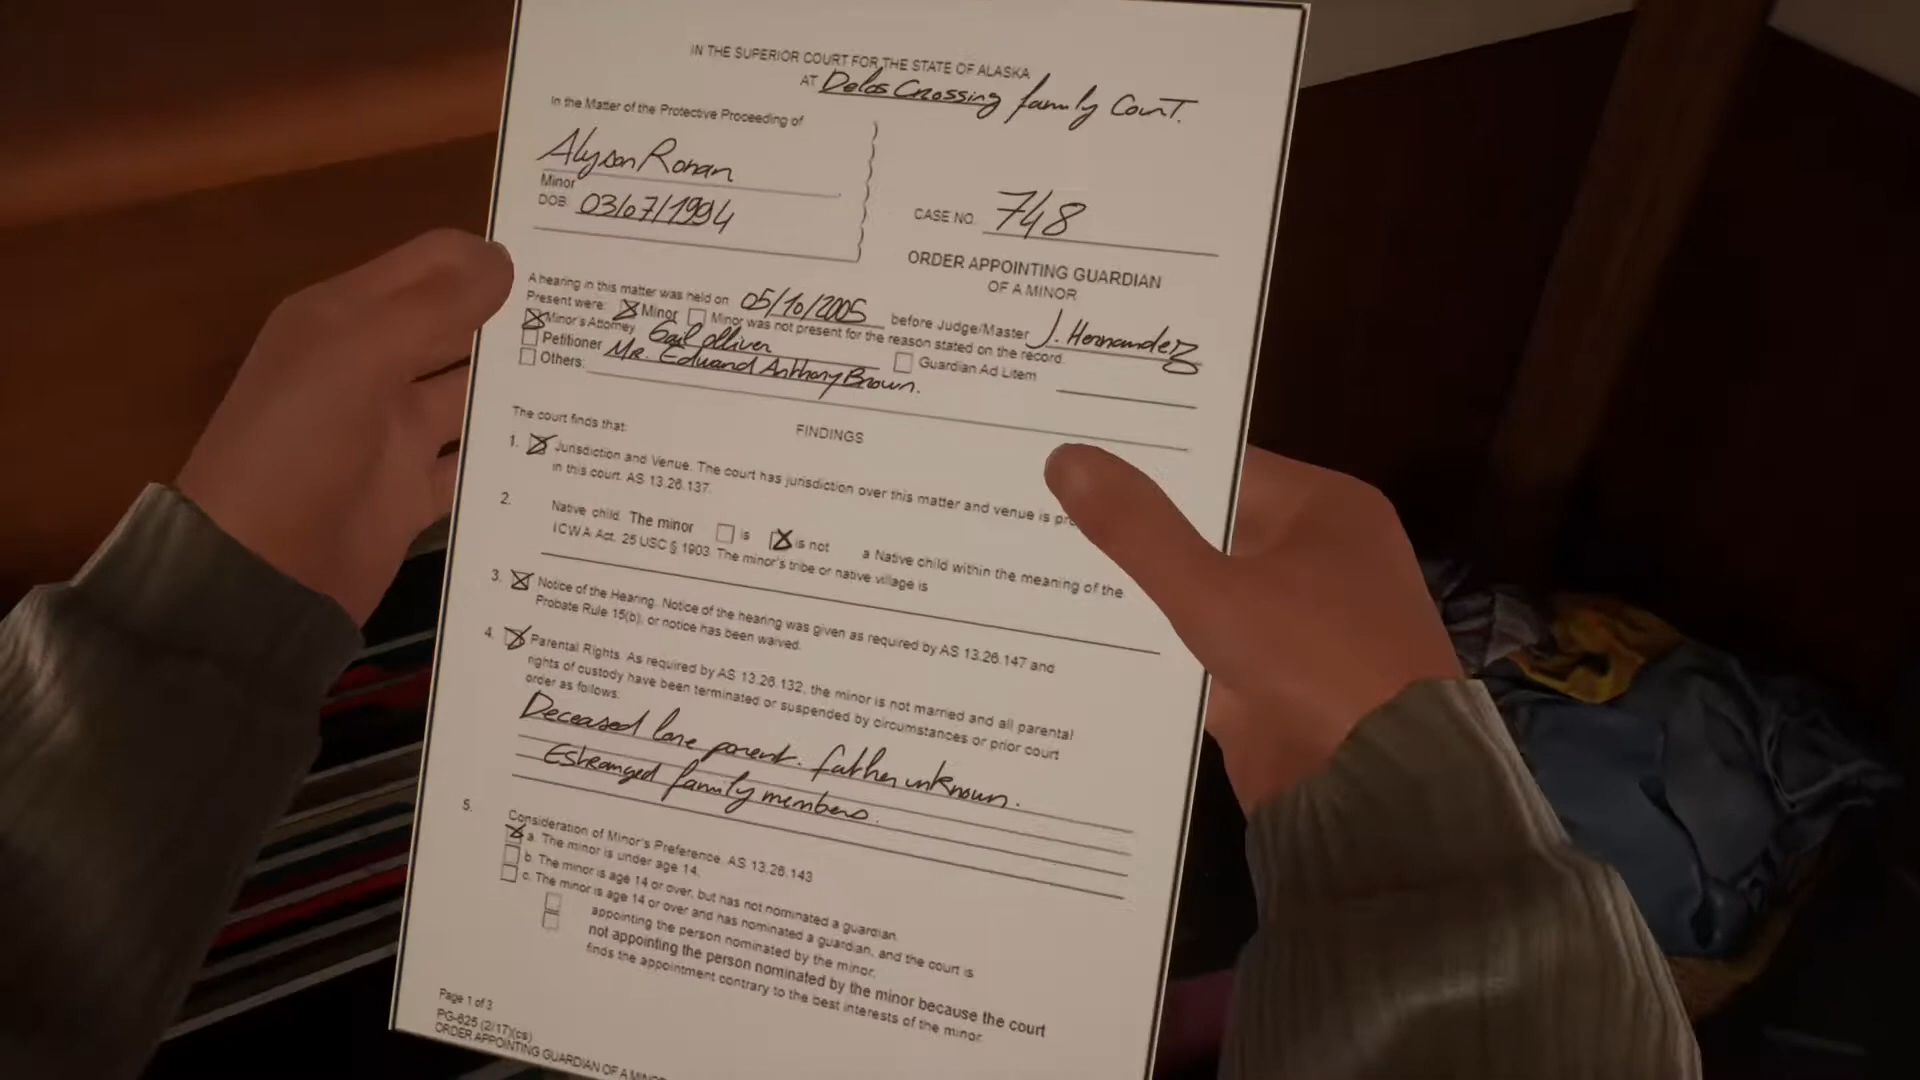 IN THE SUPERIOR COURT FOR THE STATE OF ALASKA
AT Delos Crossing family Court.
In the Matter of the Protective Proceeding of
Alyson Ronan
Minor
DOB: 03/07/1994
CASE NO. 748
ORDER APPOINTING GUARDIAN
OF A MINOR
A hearing in this matter was held on 05/10/2005 before Judge/Master J. Hernandez
Present were: Minor Minor was not present for the reason stated on the record.
Minor's Attorney Gail Olliver
Petitioner Mr. Edward Anthony Brown. Guardian Ad Litem
Others:
FINDINGS
The court finds that:
1. Jurisdiction and Venue. The court has jurisdiction over this matter and venue is
in this court. AS 13.26.137.
2. Native child. The minor is is not a Native child within the meaning of the
ICWA Act. 25 USC § 1903. The minor's tribe or native village is
3. Notice of the Hearing. Notice of the hearing was given as required by AS 13.26.147 and
Probate Rule 15(b), or notice has been waived.
4. Parental Rights. As required by AS 13.26.132, the minor is not married and all parental
rights of custody have been terminated or suspended by circumstances or prior court
order as follows:
Deceased lone parent. father unknown.
Estranged family members.
5. Consideration of Minor's Preference. AS 13.26.143
a. The minor is under age 14.
b. The minor is age 14 or over, but has not nominated a guardian.
c. The minor is age 14 or over and has nominated a guardian, and the court is
appointing the person nominated by the minor.
not appointing the person nominated by the minor because the court
finds the appointment contrary to the best interests of the minor.
Page 1 of 3
PG-625 (2/17)(cs)
ORDER APPOINTING GUARDIAN OF A MINOR